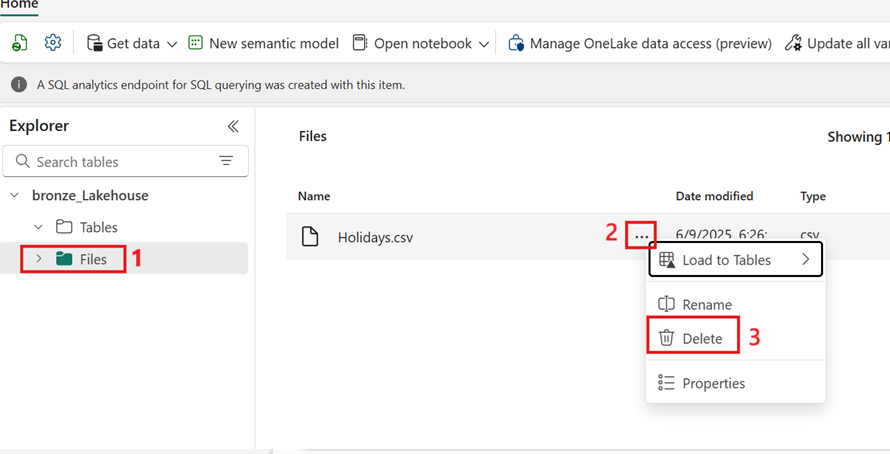 Home
Get data
New semantic model
Open notebook
Manage OneLake data access (preview)
Update all
A SQL analytics endpoint for SQL querying was created with this item.
Explorer
Search tables
bronze_Lakehouse
Tables
Files 1
Files
Showing 1
Name Date modified Type
Holidays.csv 2 ... 6/9/2025, 6:26: csv
Load to Tables
Rename
Delete 3
Properties